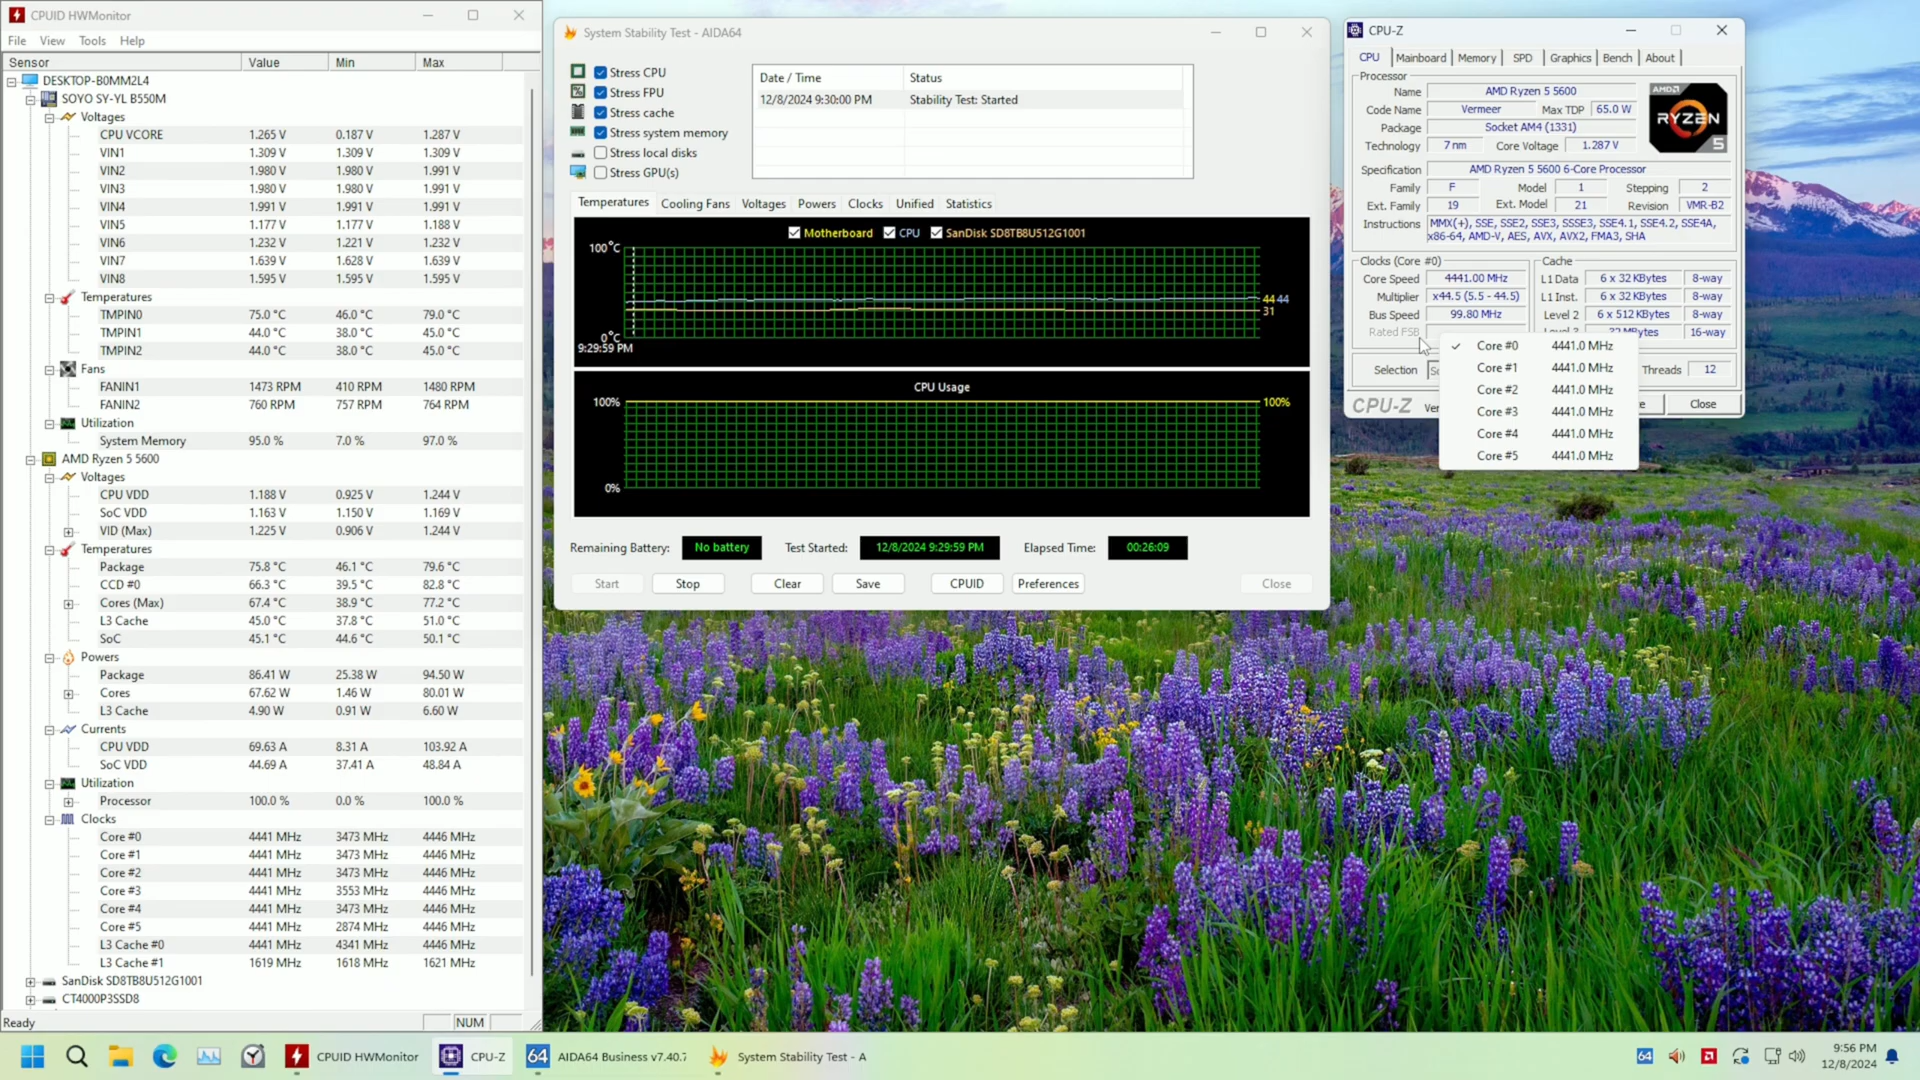 CPUID HWMonitor
File View Tools Help
Sensor Value Min Max
DESKTOP-B0MM2L4
SOYO SY-YL B550M
Voltages
CPU VCORE 1.265 V 0.187 V 1.287 V
VIN1 1.309 V 1.309 V 1.309 V
VIN2 1.980 V 1.980 V 1.991 V
VIN3 1.980 V 1.980 V 1.991 V
VIN4 1.991 V 1.991 V 1.991 V
VIN5 1.177 V 1.177 V 1.188 V
VIN6 1.232 V 1.221 V 1.232 V
VIN7 1.639 V 1.628 V 1.639 V
VIN8 1.595 V 1.595 V 1.595 V
Temperatures
TMPIN0 75.0 °C 46.0 °C 79.0 °C
TMPIN1 44.0 °C 38.0 °C 45.0 °C
TMPIN2 44.0 °C 38.0 °C 45.0 °C
Fans
FANIN1 1473 RPM 410 RPM 1480 RPM
FANIN2 760 RPM 757 RPM 764 RPM
Utilization
System Memory 95.0 % 7.0 % 97.0 %
AMD Ryzen 5 5600
Voltages
CPU VDD 1.188 V 0.925 V 1.244 V
SoC VDD 1.163 V 1.150 V 1.169 V
VID (Max) 1.225 V 0.906 V 1.244 V
Temperatures
Package 75.8 °C 46.1 °C 79.6 °C
CCD #0 66.3 °C 39.5 °C 82.8 °C
Cores (Max) 67.4 °C 38.9 °C 77.2 °C
L3 Cache 45.0 °C 37.8 °C 51.0 °C
SoC 45.1 °C 44.6 °C 50.1 °C
Powers
Package 86.41 W 25.38 W 94.50 W
Cores 67.62 W 1.46 W 80.01 W
L3 Cache 4.90 W 0.91 W 6.60 W
Currents
CPU VDD 69.63 A 8.31 A 103.92 A
SoC VDD 44.69 A 37.41 A 48.84 A
Utilization
Processor 100.0 % 0.0 % 100.0 %
Clocks
Core #0 4441 MHz 3473 MHz 4446 MHz
Core #1 4441 MHz 3473 MHz 4446 MHz
Core #2 4441 MHz 3473 MHz 4446 MHz
Core #3 4441 MHz 3553 MHz 4446 MHz
Core #4 4441 MHz 3473 MHz 4446 MHz
Core #5 4441 MHz 2874 MHz 4446 MHz
L3 Cache #0 4441 MHz 4341 MHz 4446 MHz
L3 Cache #1 1619 MHz 1618 MHz 1621 MHz
SanDisk SD8TB8U512G1001
CT4000P3SSD8
Ready NUM
System Stability Test - AIDA64
Stress CPU
Stress FPU
Stress cache
Stress system memory
Stress local disks
Stress GPU(s)
Date / Time Status
12/8/2024 9:30:00 PM Stability Test: Started
Temperatures Cooling Fans Voltages Powers Clocks Unified Statistics
Motherboard CPU SanDisk SD8TB8U512G1001
100°C
44 44
31
0°C
9:29:59 PM
CPU Usage
100% 100%
0%
Remaining Battery: No battery Test Started: 12/8/2024 9:29:59 PM Elapsed Time: 00:26:09
Start Stop Clear Save CPUID Preferences Close
CPU-Z
CPU Mainboard Memory SPD Graphics Bench About
Processor
Name AMD Ryzen 5 5600
Code Name Vermeer Max TDP 65.0 W
Package Socket AM4 (1331)
Technology 7 nm Core Voltage 1.287 V
AMD
RYZEN
5
Specification AMD Ryzen 5 5600 6-Core Processor
Family F Model 1 Stepping 2
Ext. Family 19 Ext. Model 21 Revision VMR-B2
Instructions MMX(+), SSE, SSE2, SSE3, SSSE3, SSE4.1, SSE4.2, SSE4A,
x86-64, AMD-V, AES, AVX, AVX2, FMA3, SHA
Clocks (Core #0) Cache
Core Speed 4441.00 MHz L1 Data 6 x 32 KBytes 8-way
Multiplier x44.5 (5.5 - 44.5) L1 Inst. 6 x 32 KBytes 8-way
Bus Speed 99.80 MHz Level 2 6 x 512 KBytes 8-way
Rated FSB Level 3 32 MBytes 16-way
Core #0 4441.0 MHz
Core #1 4441.0 MHz
Core #2 4441.0 MHz
Core #3 4441.0 MHz
Core #4 4441.0 MHz
Core #5 4441.0 MHz
Selection Threads 12
CPU-Z Ver Close
CPUID HWMonitor CPU-Z 64 AIDA64 Business v7.40.7 System Stability Test - A
64
9:56 PM
12/8/2024